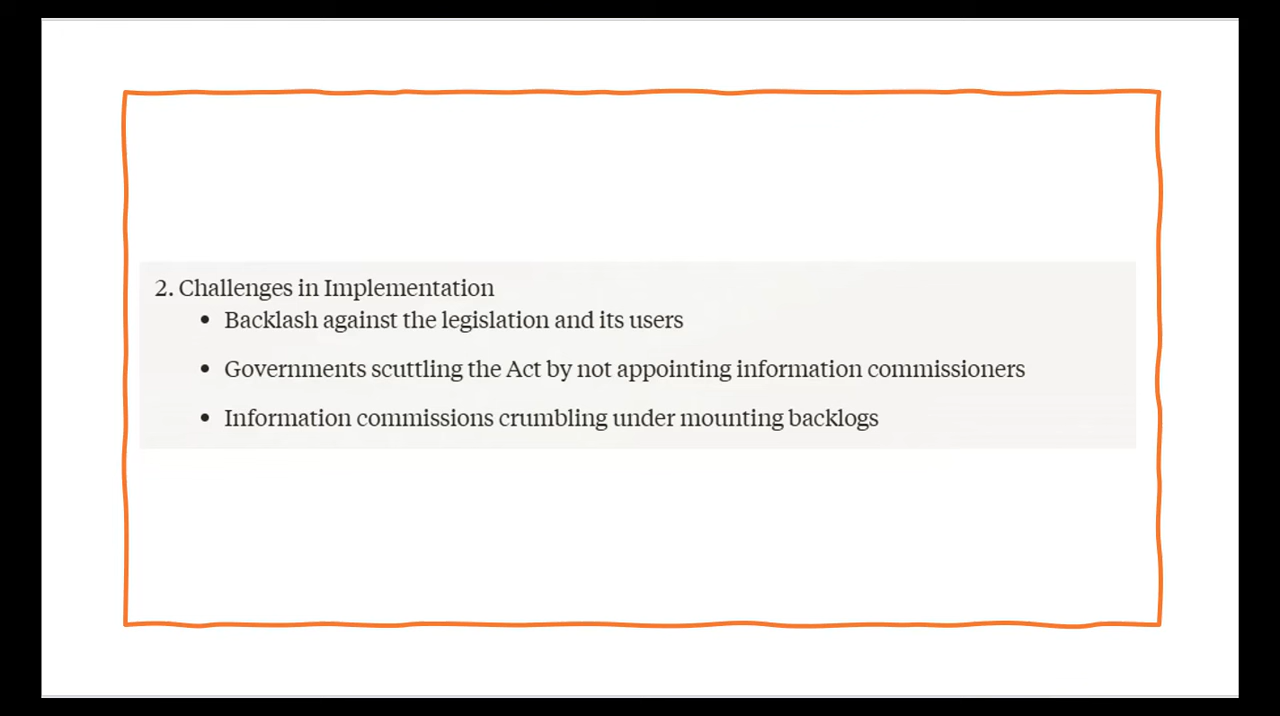 2. Challenges in Implementation
• Backlash against the legislation and its users
• Governments scuttling the Act by not appointing information commissioners
• Information commissions crumbling under mounting backlogs